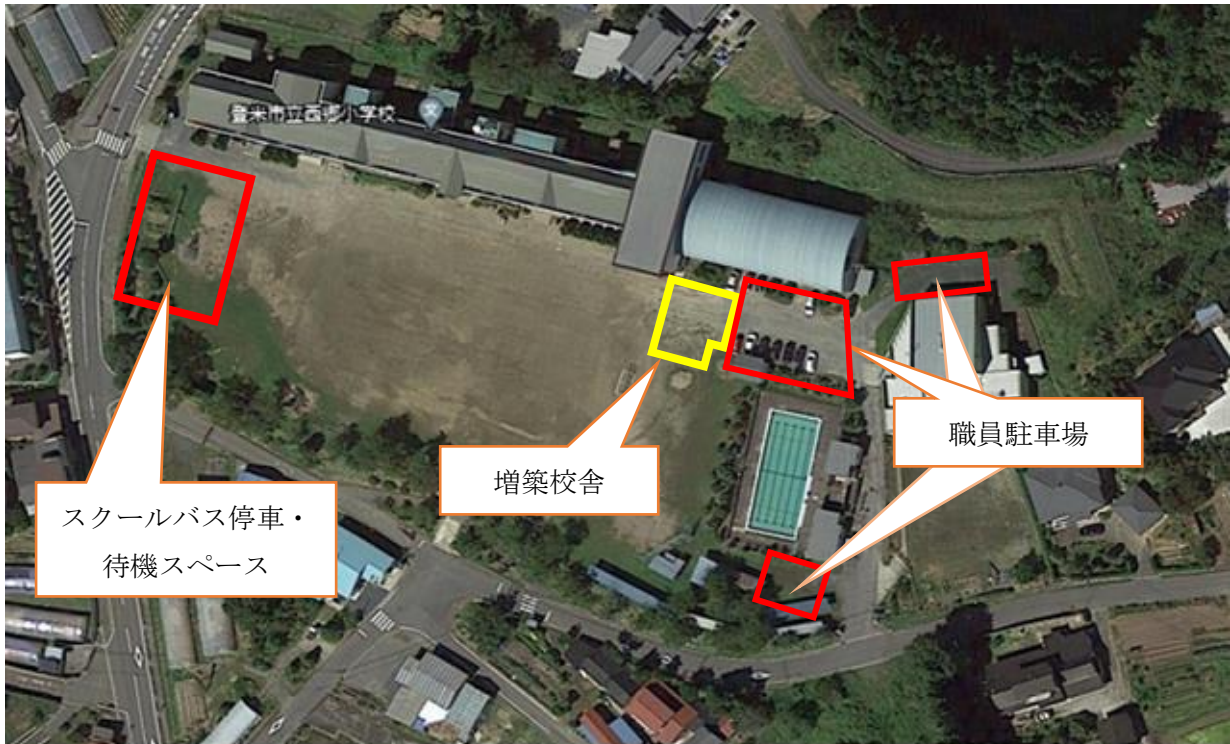 登米市立西郷小学校
職員駐車場
増築校舎
スクールバス停車・
待機スペース